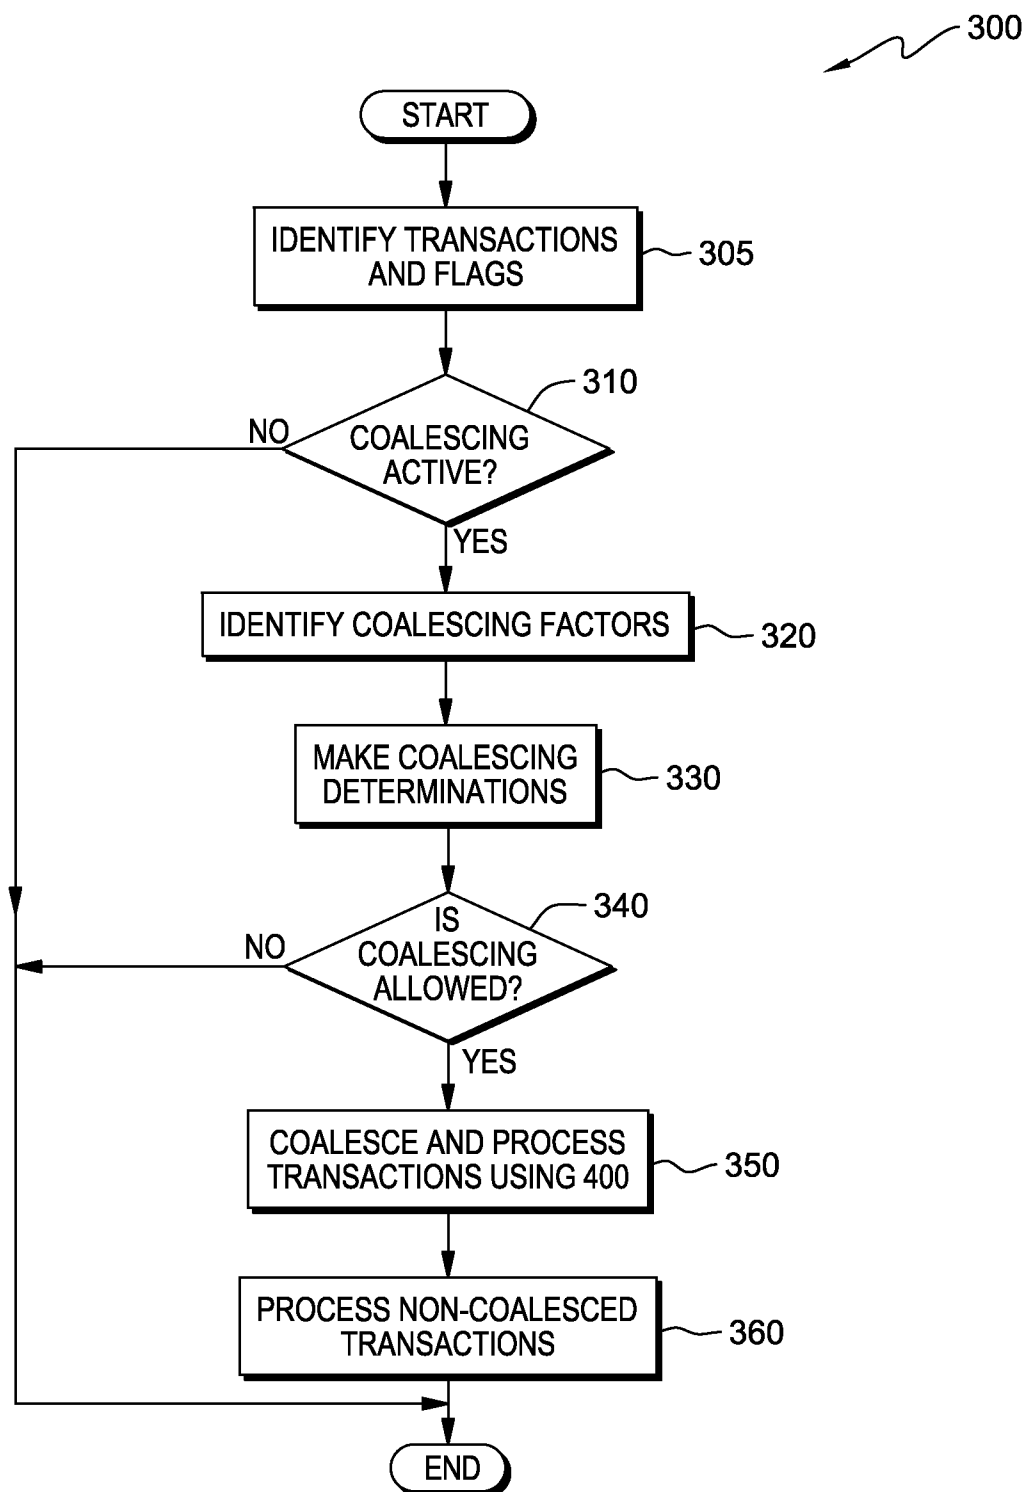 300
START
IDENTIFY TRANSACTIONS
AND FLAGS
305
310
NO
COALESCING
ACTIVE?
YES
IDENTIFY COALESCING FACTORS
320
MAKE COALESCING
DETERMINATIONS
330
340
IS
NO
COALESCING
ALLOWED?
YES
COALESCE AND PROCESS
TRANSACTIONS USING 400
350
PROCESS NON-COALESCED
TRANSACTIONS
360
END